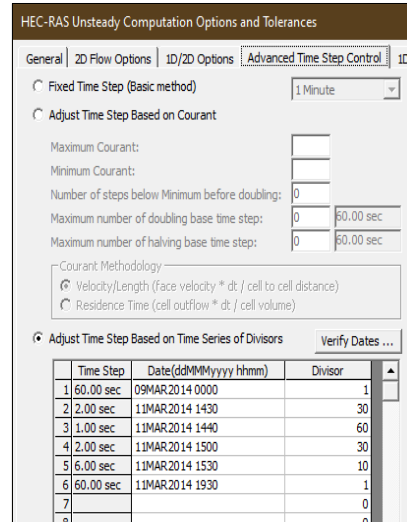 HEC-RAS Unsteady Computation Options and Tolerances
General 2D Flow Options 1D/2D Options Advanced Time Step Control 1D
Fixed Time Step (Basic method) 1 Minute
Adjust Time Step Based on Courant
Maximum Courant:
Minimum Courant:
Number of steps below Minimum before doubling: 0
Maximum number of doubling base time step: 0 60.00 sec
Maximum number of halving base time step: 0 60.00 sec
Courant Methodology
Velocity/Length (face velocity * dt / cell to cell distance)
Residence Time (cell outflow * dt / cell volume)
Adjust Time Step Based on Time Series of Divisors Verify Dates ...
Time Step Date(ddMMMyyyy hhmm) Divisor
1 60.00 sec 09MAR2014 0000 1
2 2.00 sec 11MAR2014 1430 30
3 1.00 sec 11MAR2014 1440 60
4 2.00 sec 11MAR2014 1500 30
5 6.00 sec 11MAR2014 1530 10
6 60.00 sec 11MAR2014 1930 1
7 0